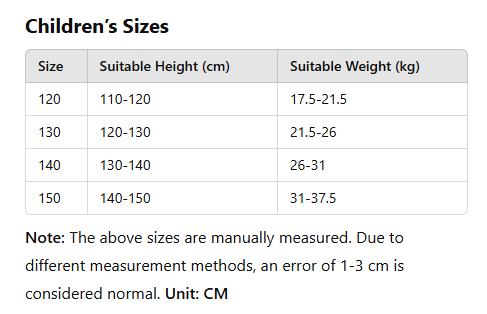 Children’s Sizes
Size Suitable Height (cm) Suitable Weight (kg)
120 110-120 17.5-21.5
130 120-130 21.5-26
140 130-140 26-31
150 140-150 31-37.5
Note: The above sizes are manually measured. Due to
different measurement methods, an error of 1-3 cm is
considered normal. Unit: CM